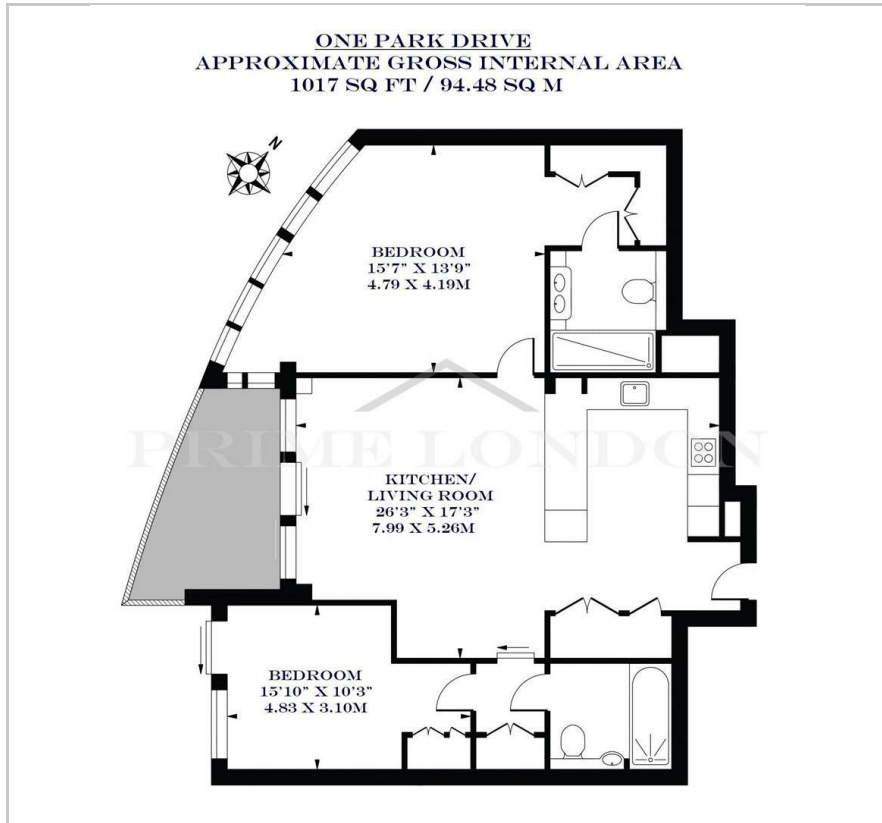 ONE PARK DRIVE
APPROXIMATE GROSS INTERNAL AREA
1017 SQ FT / 94.48 SQ M
N
BEDROOM
15'7" X 13'9"
4.79 X 4.19M
PRIME LONDON
KITCHEN/
LIVING ROOM
26'3" X 17'3"
7.99 X 5.26M
BEDROOM
15'10" X 10'3"
4.83 X 3.10M